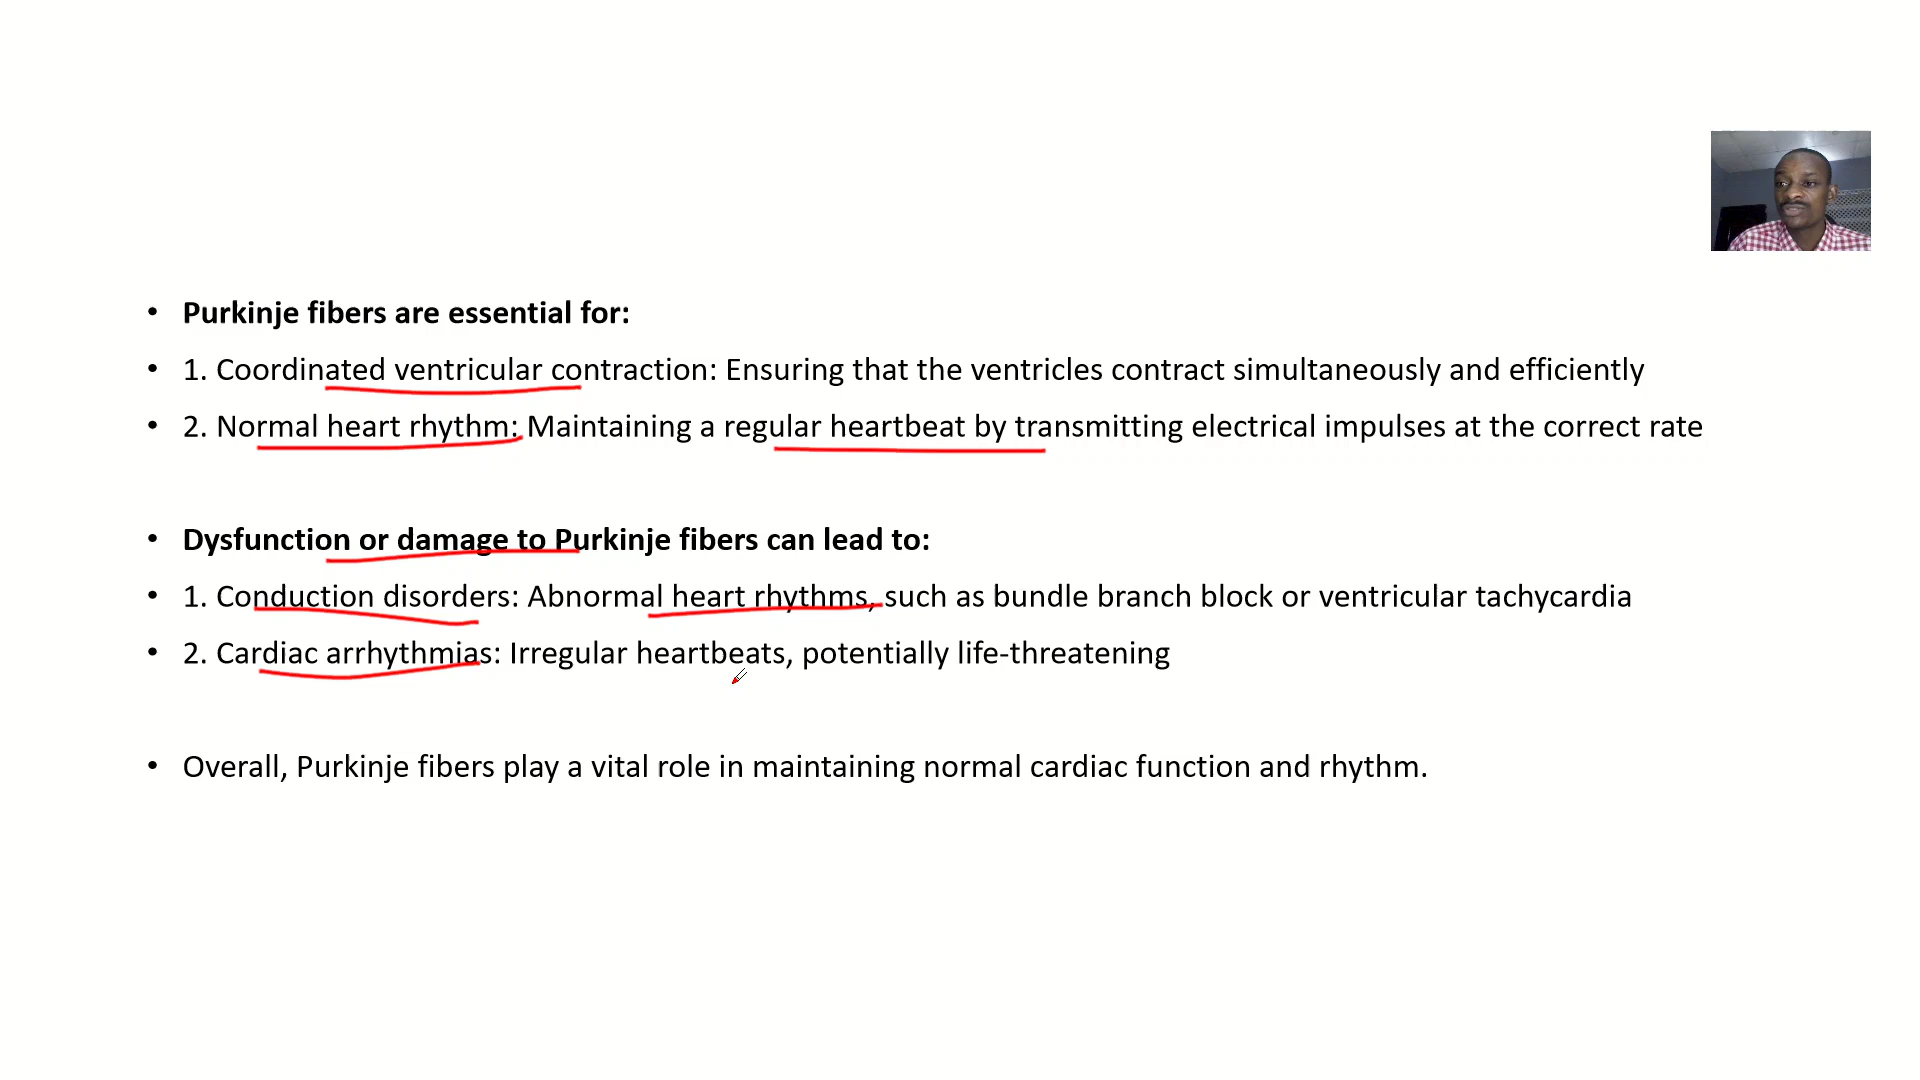 • Purkinje fibers are essential for:
• 1. Coordinated ventricular contraction: Ensuring that the ventricles contract simultaneously and efficiently
• 2. Normal heart rhythm: Maintaining a regular heartbeat by transmitting electrical impulses at the correct rate
• Dysfunction or damage to Purkinje fibers can lead to:
• 1. Conduction disorders: Abnormal heart rhythms, such as bundle branch block or ventricular tachycardia
• 2. Cardiac arrhythmias: Irregular heartbeats, potentially life-threatening
• Overall, Purkinje fibers play a vital role in maintaining normal cardiac function and rhythm.